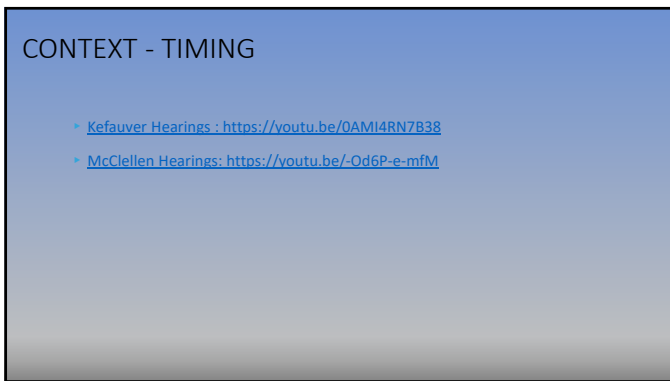 CONTEXT - TIMING
Kefauver Hearings : https://youtu.be/0AMI4RN7B38
McClellen Hearings: https://youtu.be/-Od6P-e-mfM